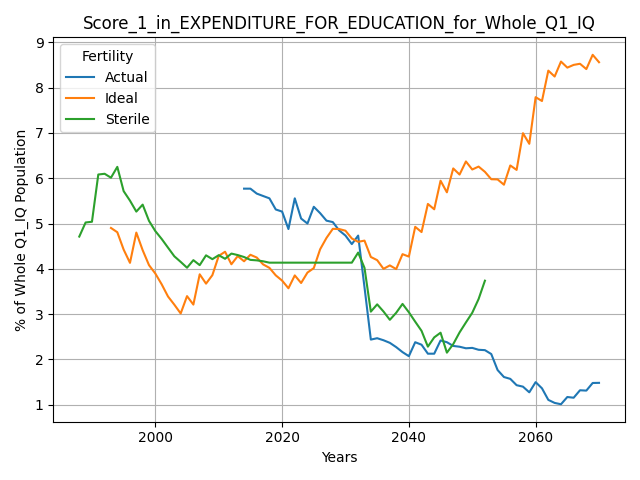 Score_1_in_EXPENDITURE_FOR_EDUCATION_for_Whole_Q1_IQ
Fertility
Actual
Ideal
Sterile
% of Whole Q1_IQ Population
9
8
7
6
5
4
3
2
1
2000 2020 2040 2060
Years